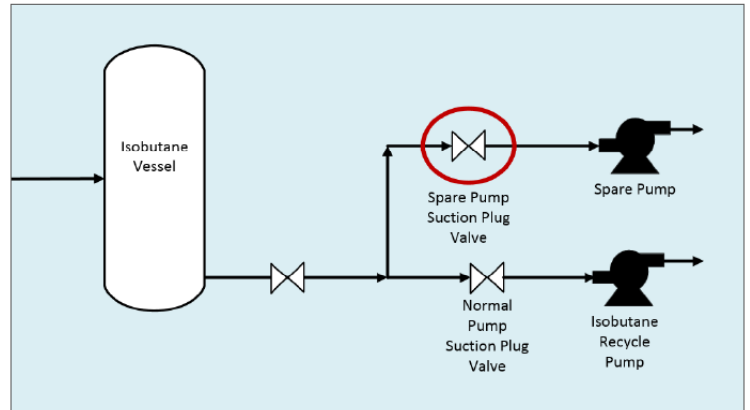 Isobutane
Vessel
Spare Pump
Suction Plug
Valve
Spare Pump
Normal
Pump
Suction Plug
Valve
Isobutane
Recycle
Pump